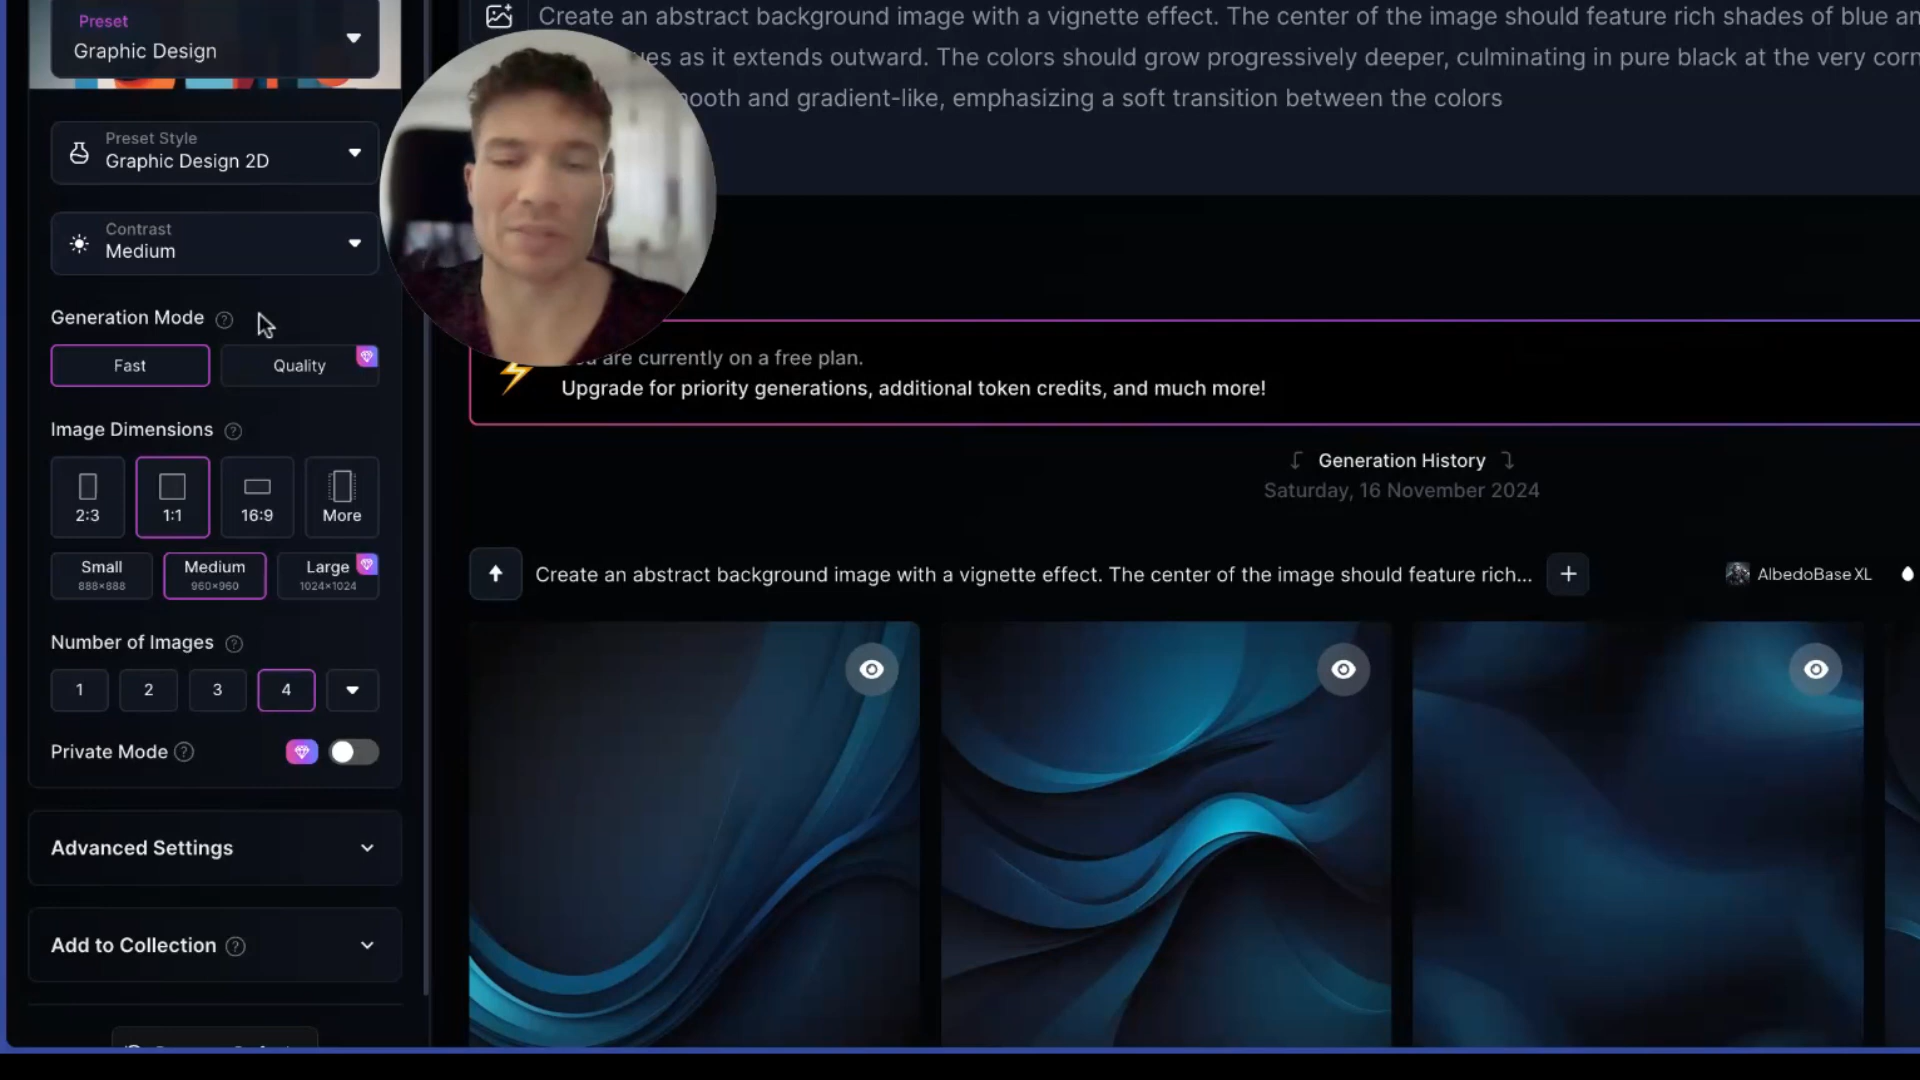 Preset
Graphic Design
Preset Style
Graphic Design 2D
Contrast
Medium
Generation Mode
Fast
Quality
Image Dimensions
2:3
1:1
16:9
More
Small
888×888
Medium
960×960
Large
1024×1024
Number of Images
1
2
3
4
Private Mode
Advanced Settings
Add to Collection
Create an abstract background image with a vignette effect. The center of the image should feature rich shades of blue
as it extends outward. The colors should grow progressively deeper, culminating in pure black at the very
and gradient-like, emphasizing a soft transition between the colors
are currently on a free plan.
Upgrade for priority generations, additional token credits, and much more!
Generation History
Saturday, 16 November 2024
Create an abstract background image with a vignette effect. The center of the image should feature rich...
AlbedoBase XL